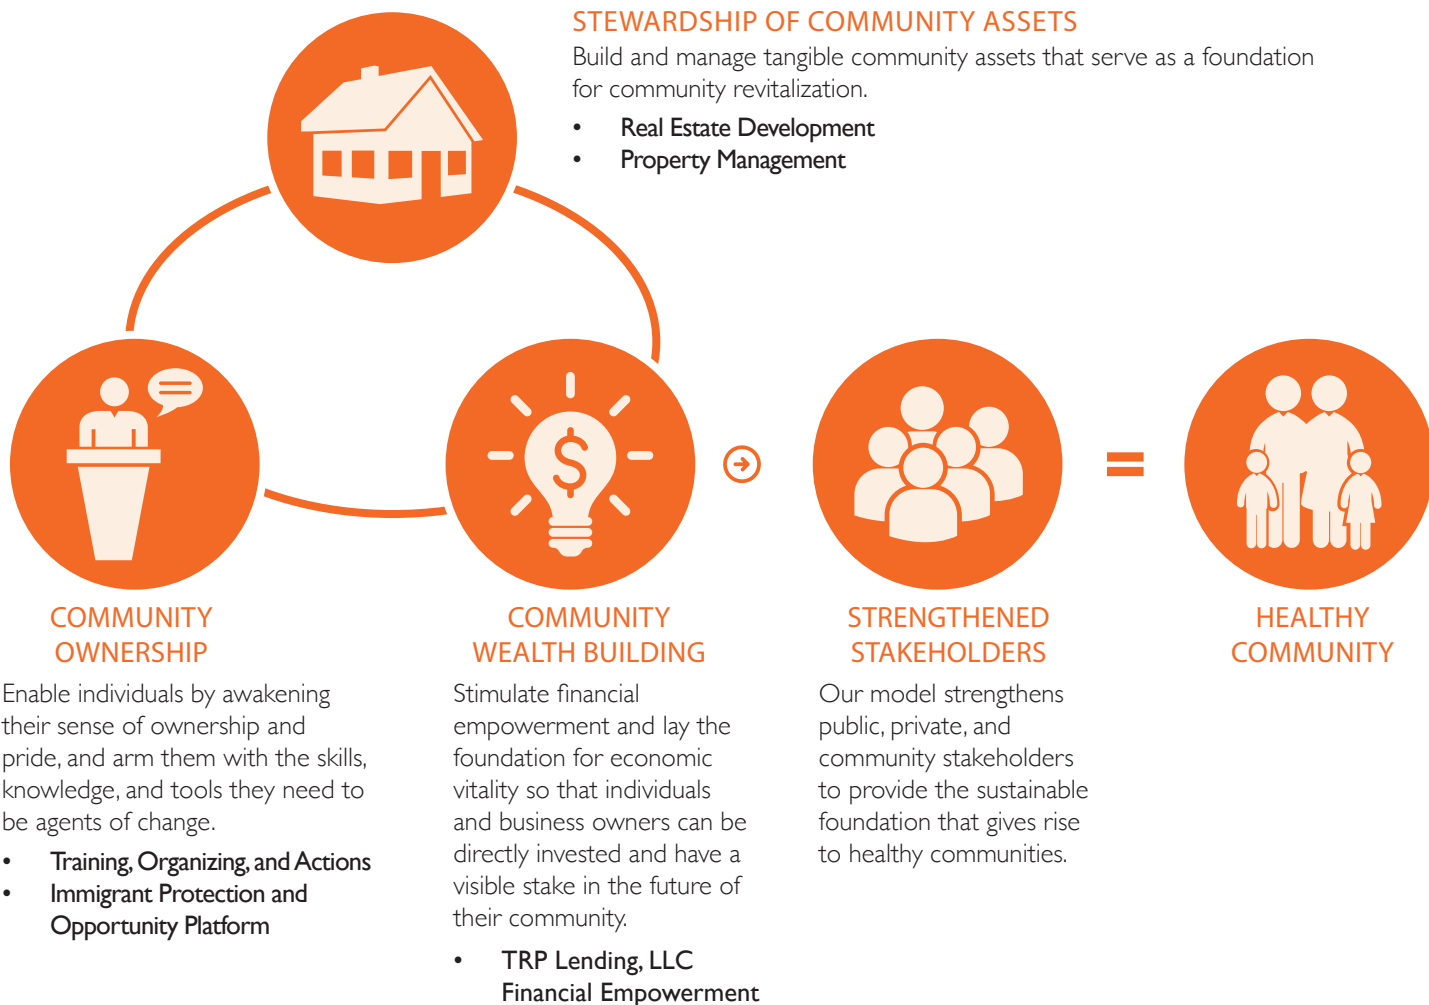 STEWARDSHIP OF COMMUNITY ASSETS
Build and manage tangible community assets that serve as a foundation
for community revitalization.
• Real Estate Development
• Property Management
$
COMMUNITY
OWNERSHIP
Enable individuals by awakening
their sense of ownership and
pride, and arm them with the skills,
knowledge, and tools they need to
be agents of change.
• Training, Organizing, and Actions
• Immigrant Protection and
Opportunity Platform
COMMUNITY
WEALTH BUILDING
Stimulate financial
empowerment and lay the
foundation for economic
vitality so that individuals
and business owners can be
directly invested and have a
visible stake in the future of
their community.
• TRP Lending, LLC
Financial Empowerment
STRENGTHENED
STAKEHOLDERS
Our model strengthens
public, private, and
community stakeholders
to provide the sustainable
foundation that gives rise
to healthy communities.
=
HEALTHY
COMMUNITY